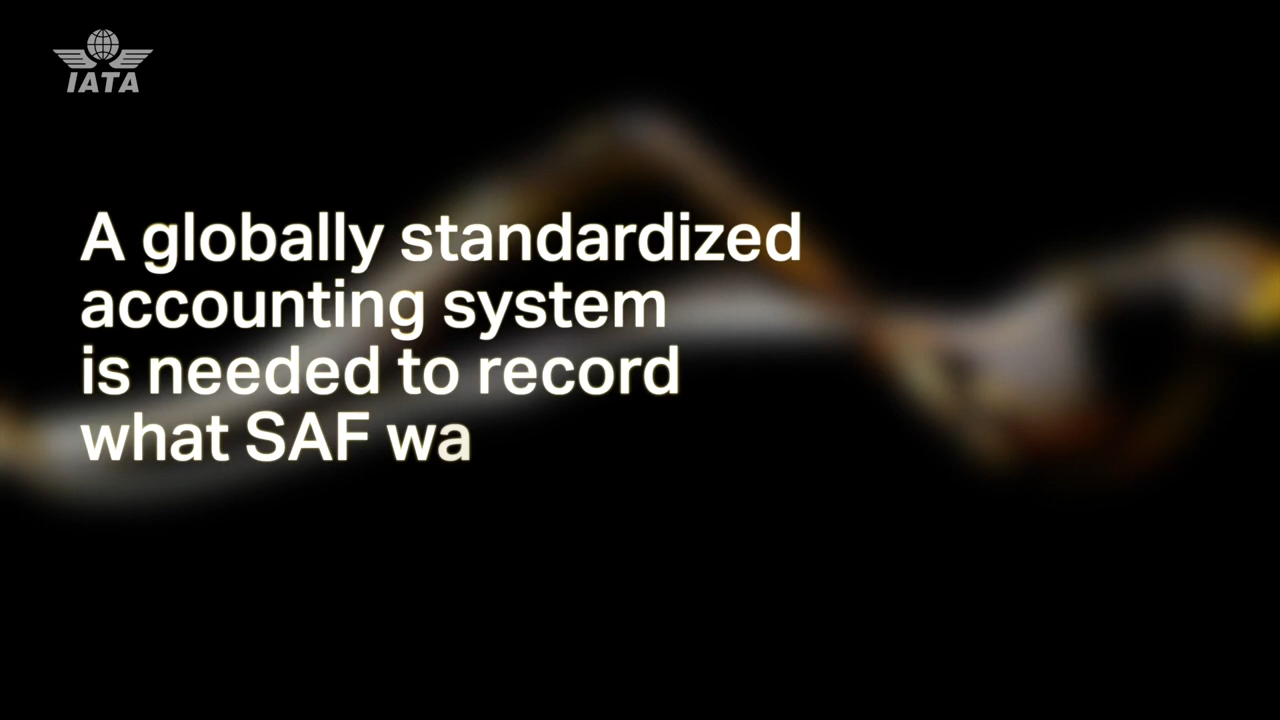 IATA
A globally standardized
accounting system
is needed to record
what SAF wa